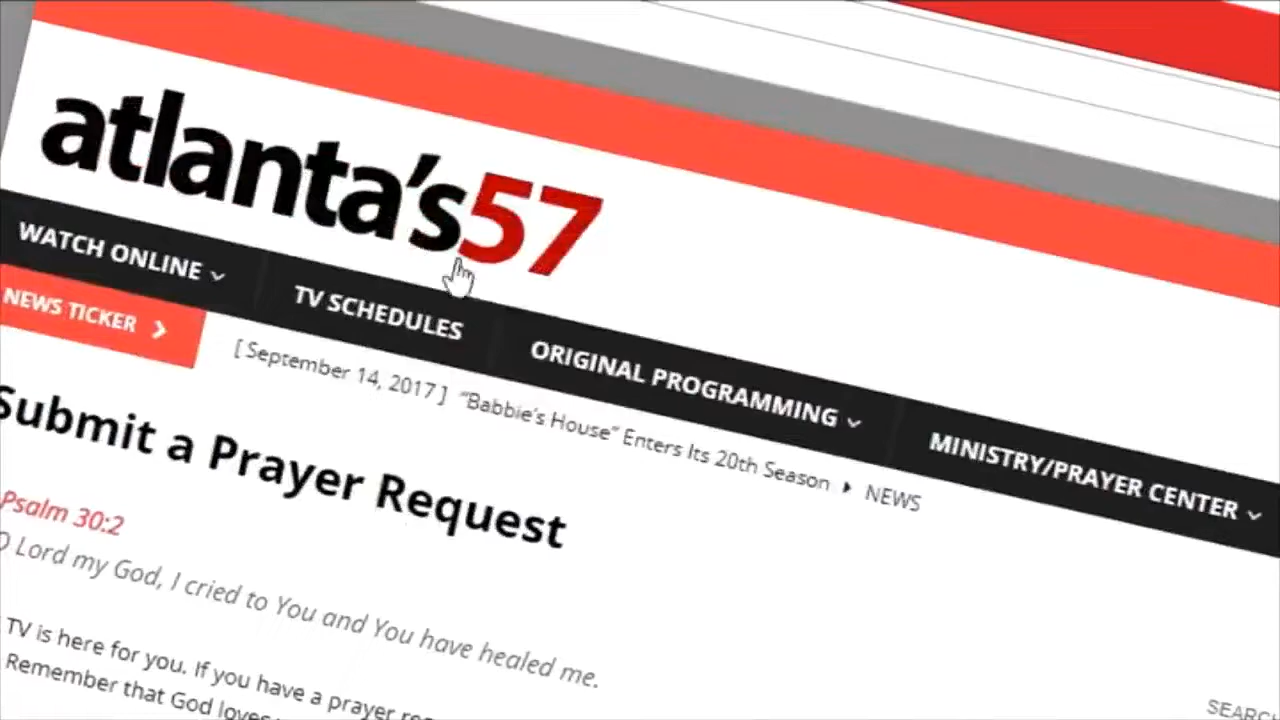 atlanta's57
WATCH ONLINE
TV SCHEDULES
ORIGINAL PROGRAMMING
MINISTRY/PRAYER CENTER
NEWS TICKER
[ September 14, 2017 ] “Babbie’s House” Enters Its 20th Season NEWS
Submit a Prayer Request
Psalm 30:2
O Lord my God, I cried to You and You have healed me.
TV is here for you. If you have a prayer
Remember that God loves
SEARCH